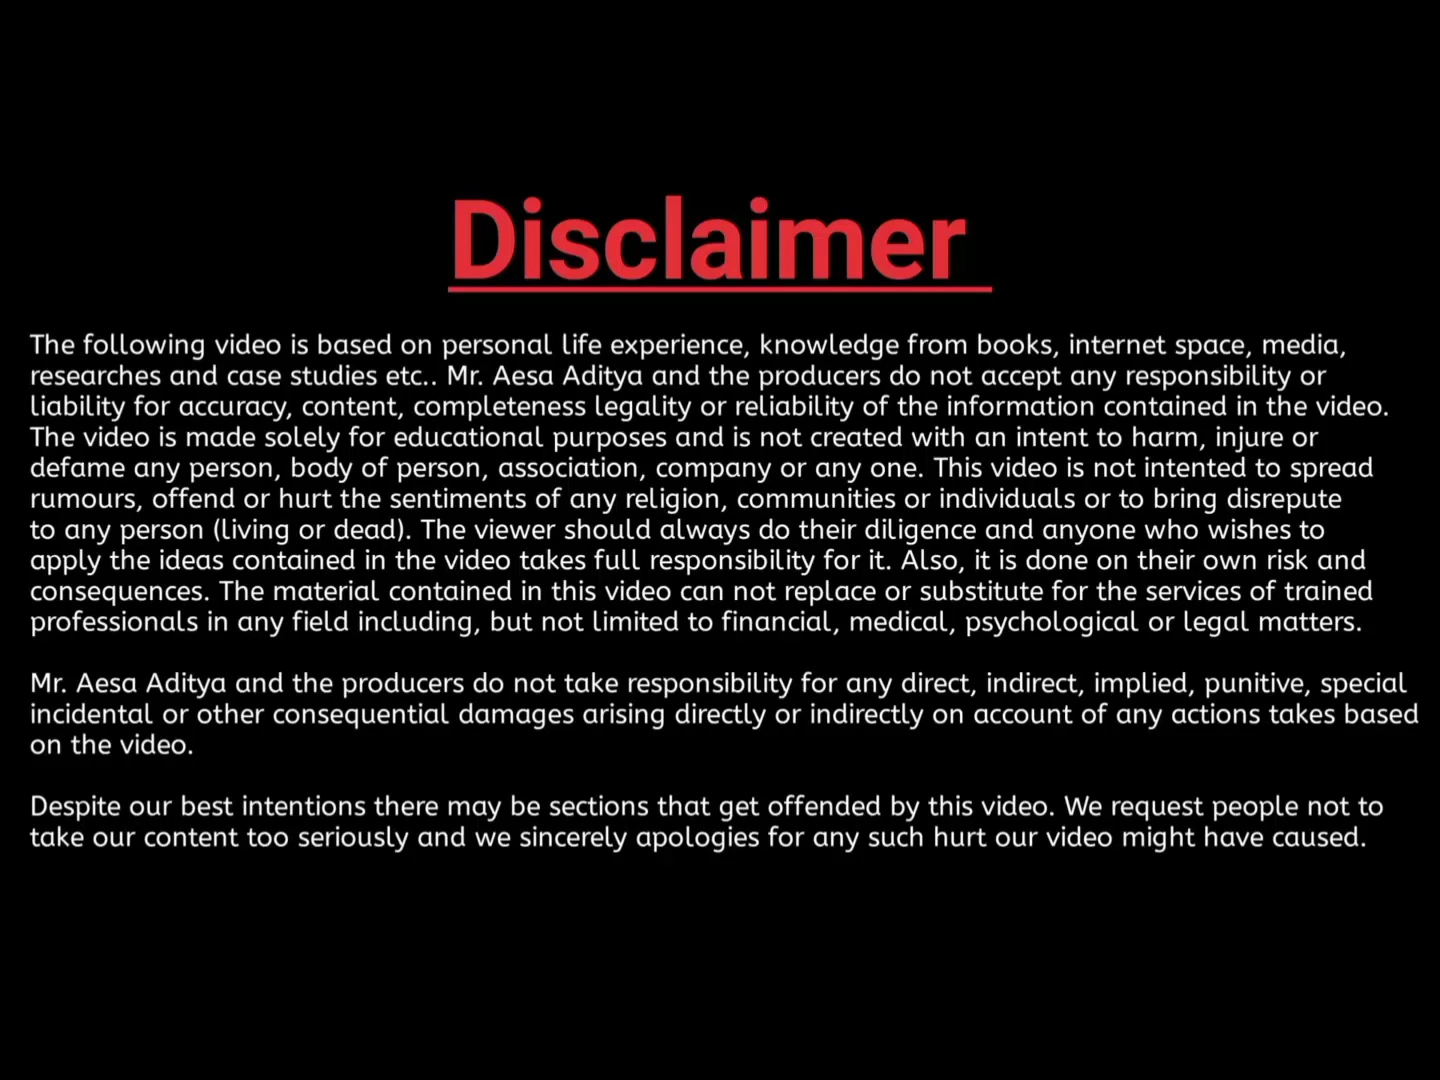 Disclaimer
The following video is based on personal life experience, knowledge from books, internet space, media,
researches and case studies etc.. Mr. Aesa Aditya and the producers do not accept any responsibility or
liability for accuracy, content, completeness legality or reliability of the information contained in the video.
The video is made solely for educational purposes and is not created with an intent to harm, injure or
defame any person, body of person, association, company or any one. This video is not intented to spread
rumours, offend or hurt the sentiments of any religion, communities or individuals or to bring disrepute
to any person (living or dead). The viewer should always do their diligence and anyone who wishes to
apply the ideas contained in the video takes full responsibility for it. Also, it is done on their own risk and
consequences. The material contained in this video can not replace or substitute for the services of trained
professionals in any field including, but not limited to financial, medical, psychological or legal matters.
Mr. Aesa Aditya and the producers do not take responsibility for any direct, indirect, implied, punitive, special
incidental or other consequential damages arising directly or indirectly on account of any actions takes based
on the video.
Despite our best intentions there may be sections that get offended by this video. We request people not to
take our content too seriously and we sincerely apologies for any such hurt our video might have caused.